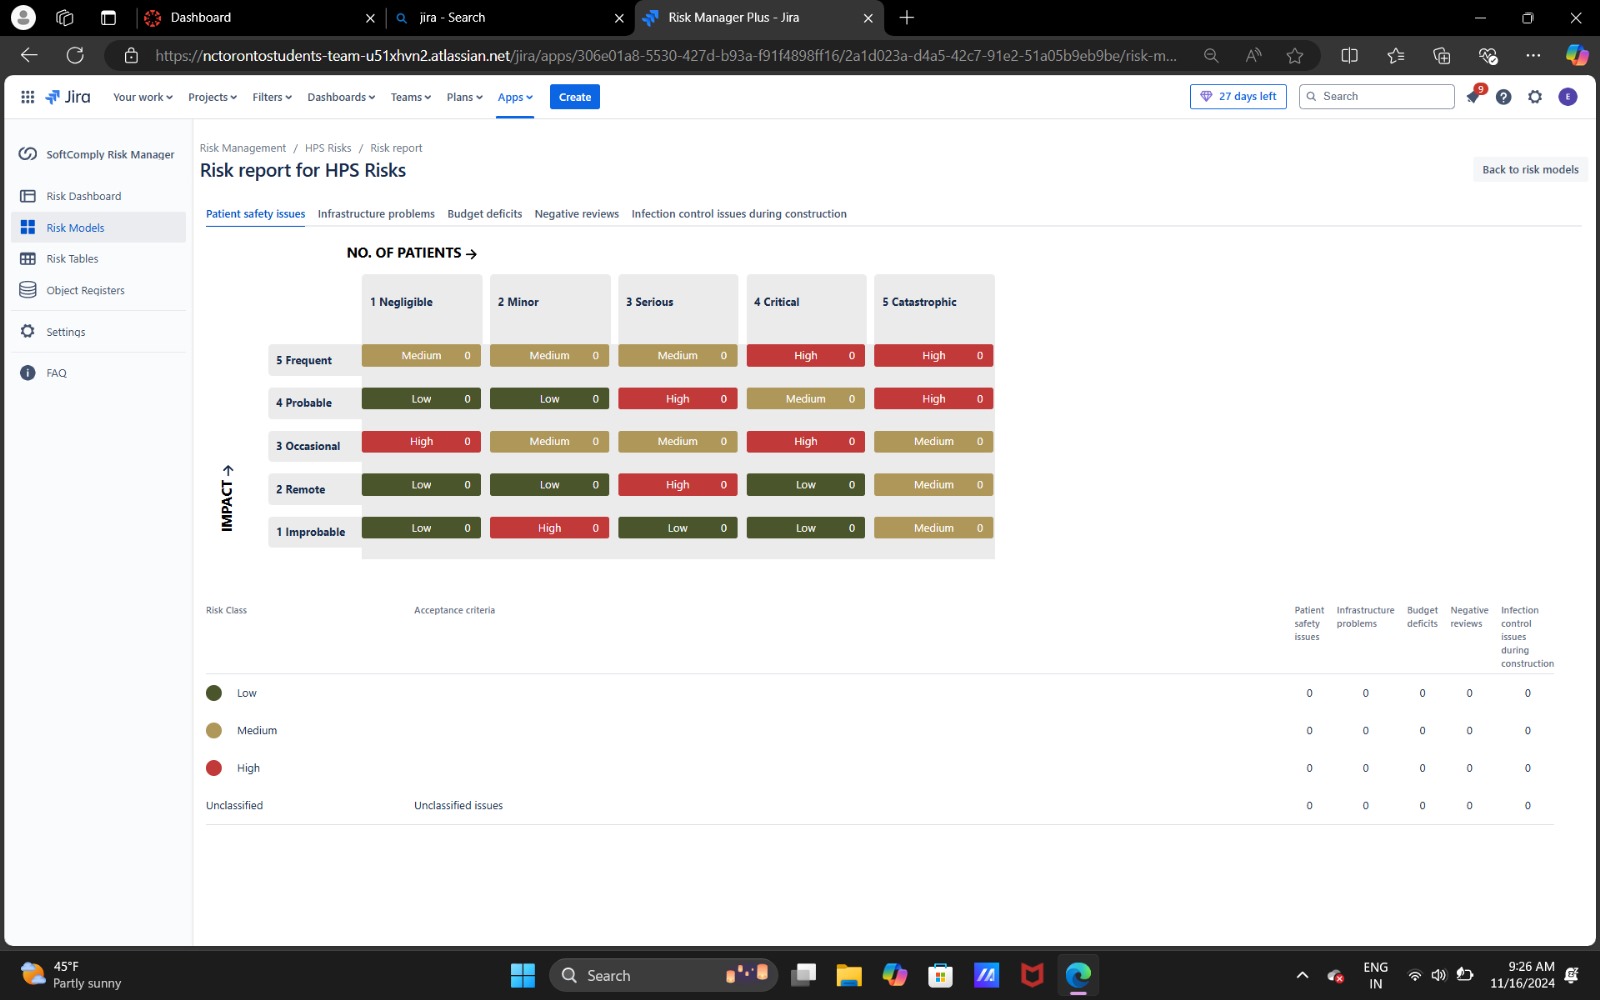 Dashboard
jira - Search
Risk Manager Plus - Jira
https://nctorontostudents-team-u51xhvn2.atlassian.net/jira/apps/306e01a8-5530-427d-b93a-f91f4898ff16/2a1d023a-d4a5-42c7-91e2-51a05b9eb9be/risk-m...
Jira
Your work
Projects
Filters
Dashboards
Teams
Plans
Apps
Create
27 days left
Search
9
E
SoftComply Risk Manager
Risk Dashboard
Risk Models
Risk Tables
Object Registers
Settings
FAQ
Risk Management / HPS Risks / Risk report
Risk report for HPS Risks
Back to risk models
Patient safety issues
Infrastructure problems
Budget deficits
Negative reviews
Infection control issues during construction
NO. OF PATIENTS →
1 Negligible 2 Minor 3 Serious 4 Critical 5 Catastrophic
5 Frequent Medium 0 Medium 0 Medium 0 High 0 High 0
4 Probable Low 0 Low 0 High 0 Medium 0 High 0
3 Occasional High 0 Medium 0 Medium 0 High 0 Medium 0
2 Remote Low 0 Low 0 High 0 Low 0 Medium 0
1 Improbable Low 0 High 0 Low 0 Low 0 Medium 0
IMPACT →
Risk Class
Acceptance criteria
Patient
safety
issues
Infrastructure
problems
Budget
deficits
Negative
reviews
Infection
control
issues
during
construction
Low 0 0 0 0 0
Medium 0 0 0 0 0
High 0 0 0 0 0
Unclassified Unclassified issues 0 0 0 0 0
45°F
Partly sunny
Search
ENG
IN
9:26 AM
11/16/2024